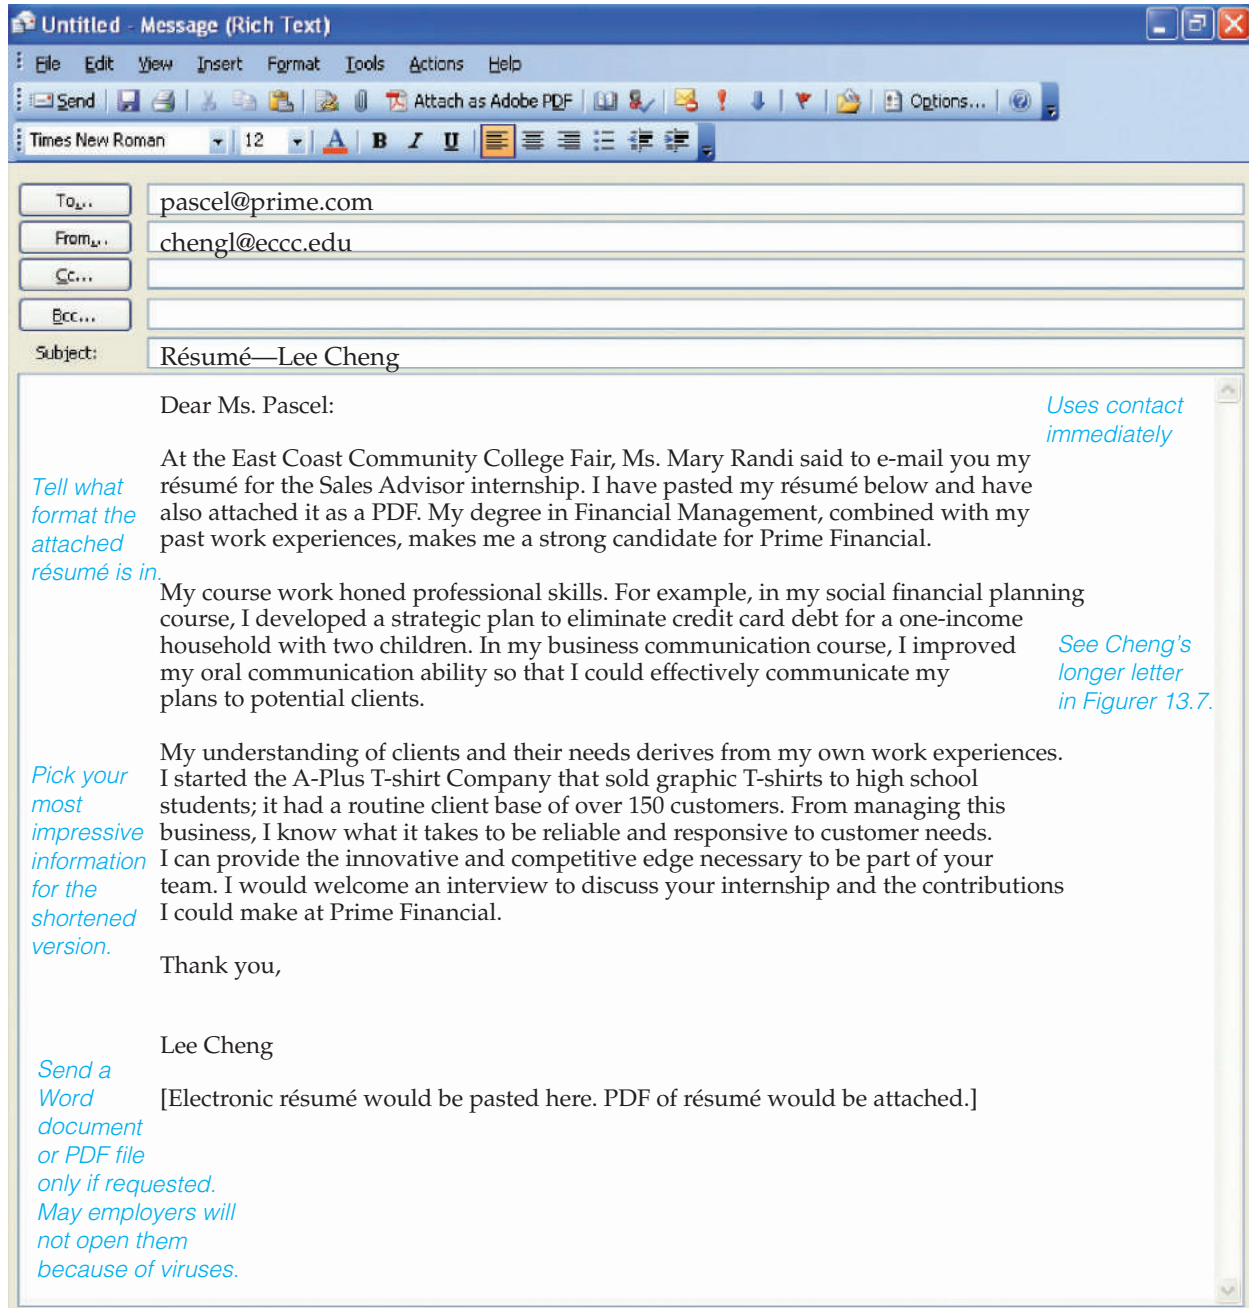 Untitled - Message (Rich Text)
File Edit View Insert Format Tools Actions Help
Send Attach as Adobe PDF Options...
Times New Roman 12 A B I U
To... pascel@prime.com
From... chengl@eccc.edu
Cc...
Bcc...
Subject: Résumé—Lee Cheng
Dear Ms. Pascel:
Uses contact
immediately
At the East Coast Community College Fair, Ms. Mary Randi said to e-mail you my
résumé for the Sales Advisor internship. I have pasted my résumé below and have
also attached it as a PDF. My degree in Financial Management, combined with my
past work experiences, makes me a strong candidate for Prime Financial.
Tell what
format the
attached
résumé is in.
My course work honed professional skills. For example, in my social financial planning
course, I developed a strategic plan to eliminate credit card debt for a one-income
household with two children. In my business communication course, I improved
my oral communication ability so that I could effectively communicate my
plans to potential clients.
See Cheng's
longer letter
in Figurer 13.7.
My understanding of clients and their needs derives from my own work experiences.
I started the A-Plus T-shirt Company that sold graphic T-shirts to high school
students; it had a routine client base of over 150 customers. From managing this
business, I know what it takes to be reliable and responsive to customer needs.
I can provide the innovative and competitive edge necessary to be part of your
team. I would welcome an interview to discuss your internship and the contributions
I could make at Prime Financial.
Pick your
most
impressive
information
for the
shortened
version.
Thank you,
Lee Cheng
[Electronic résumé would be pasted here. PDF of résumé would be attached.]
Send a
Word
document
or PDF file
only if requested.
May employers will
not open them
because of viruses.